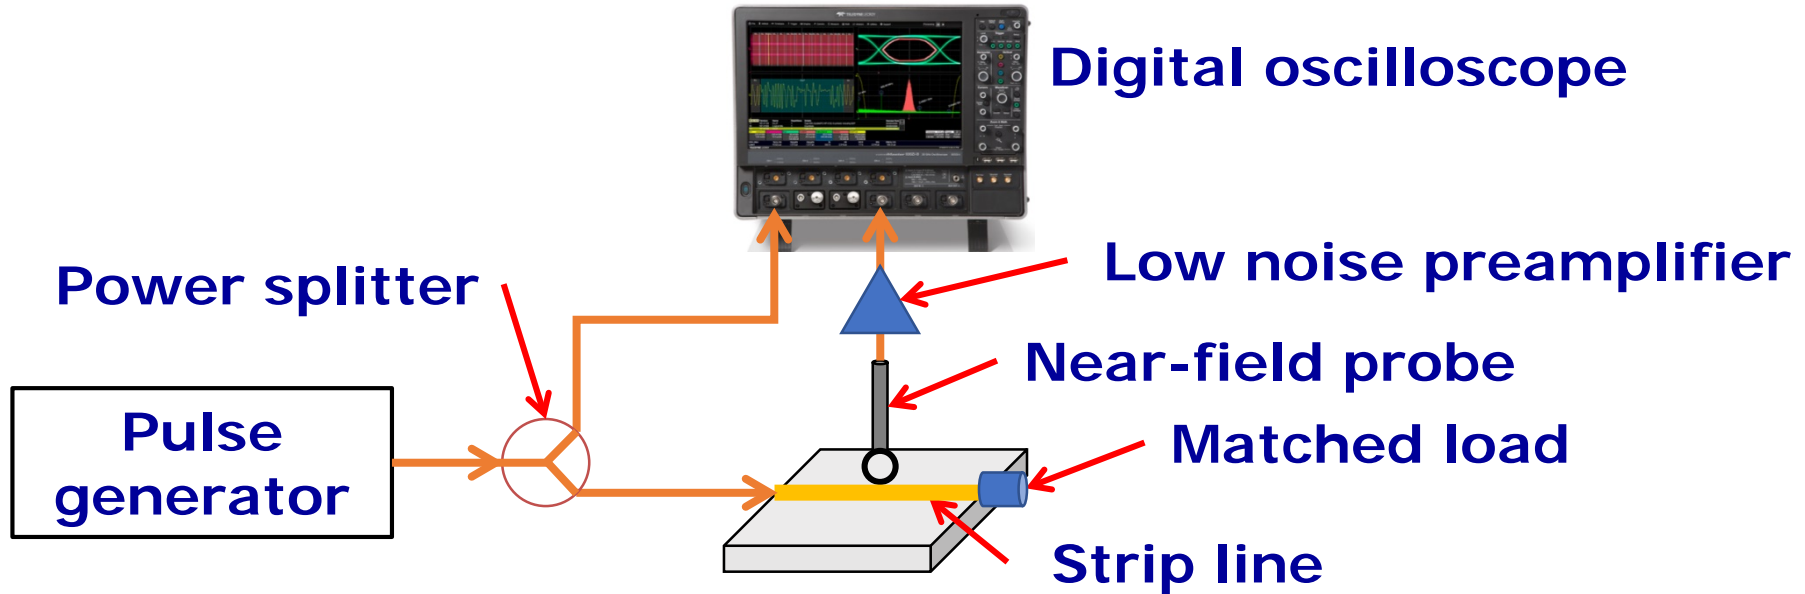 Digital oscilloscope
Power splitter
Low noise preamplifier
Near-field probe
Pulse
generator
Matched load
Strip line